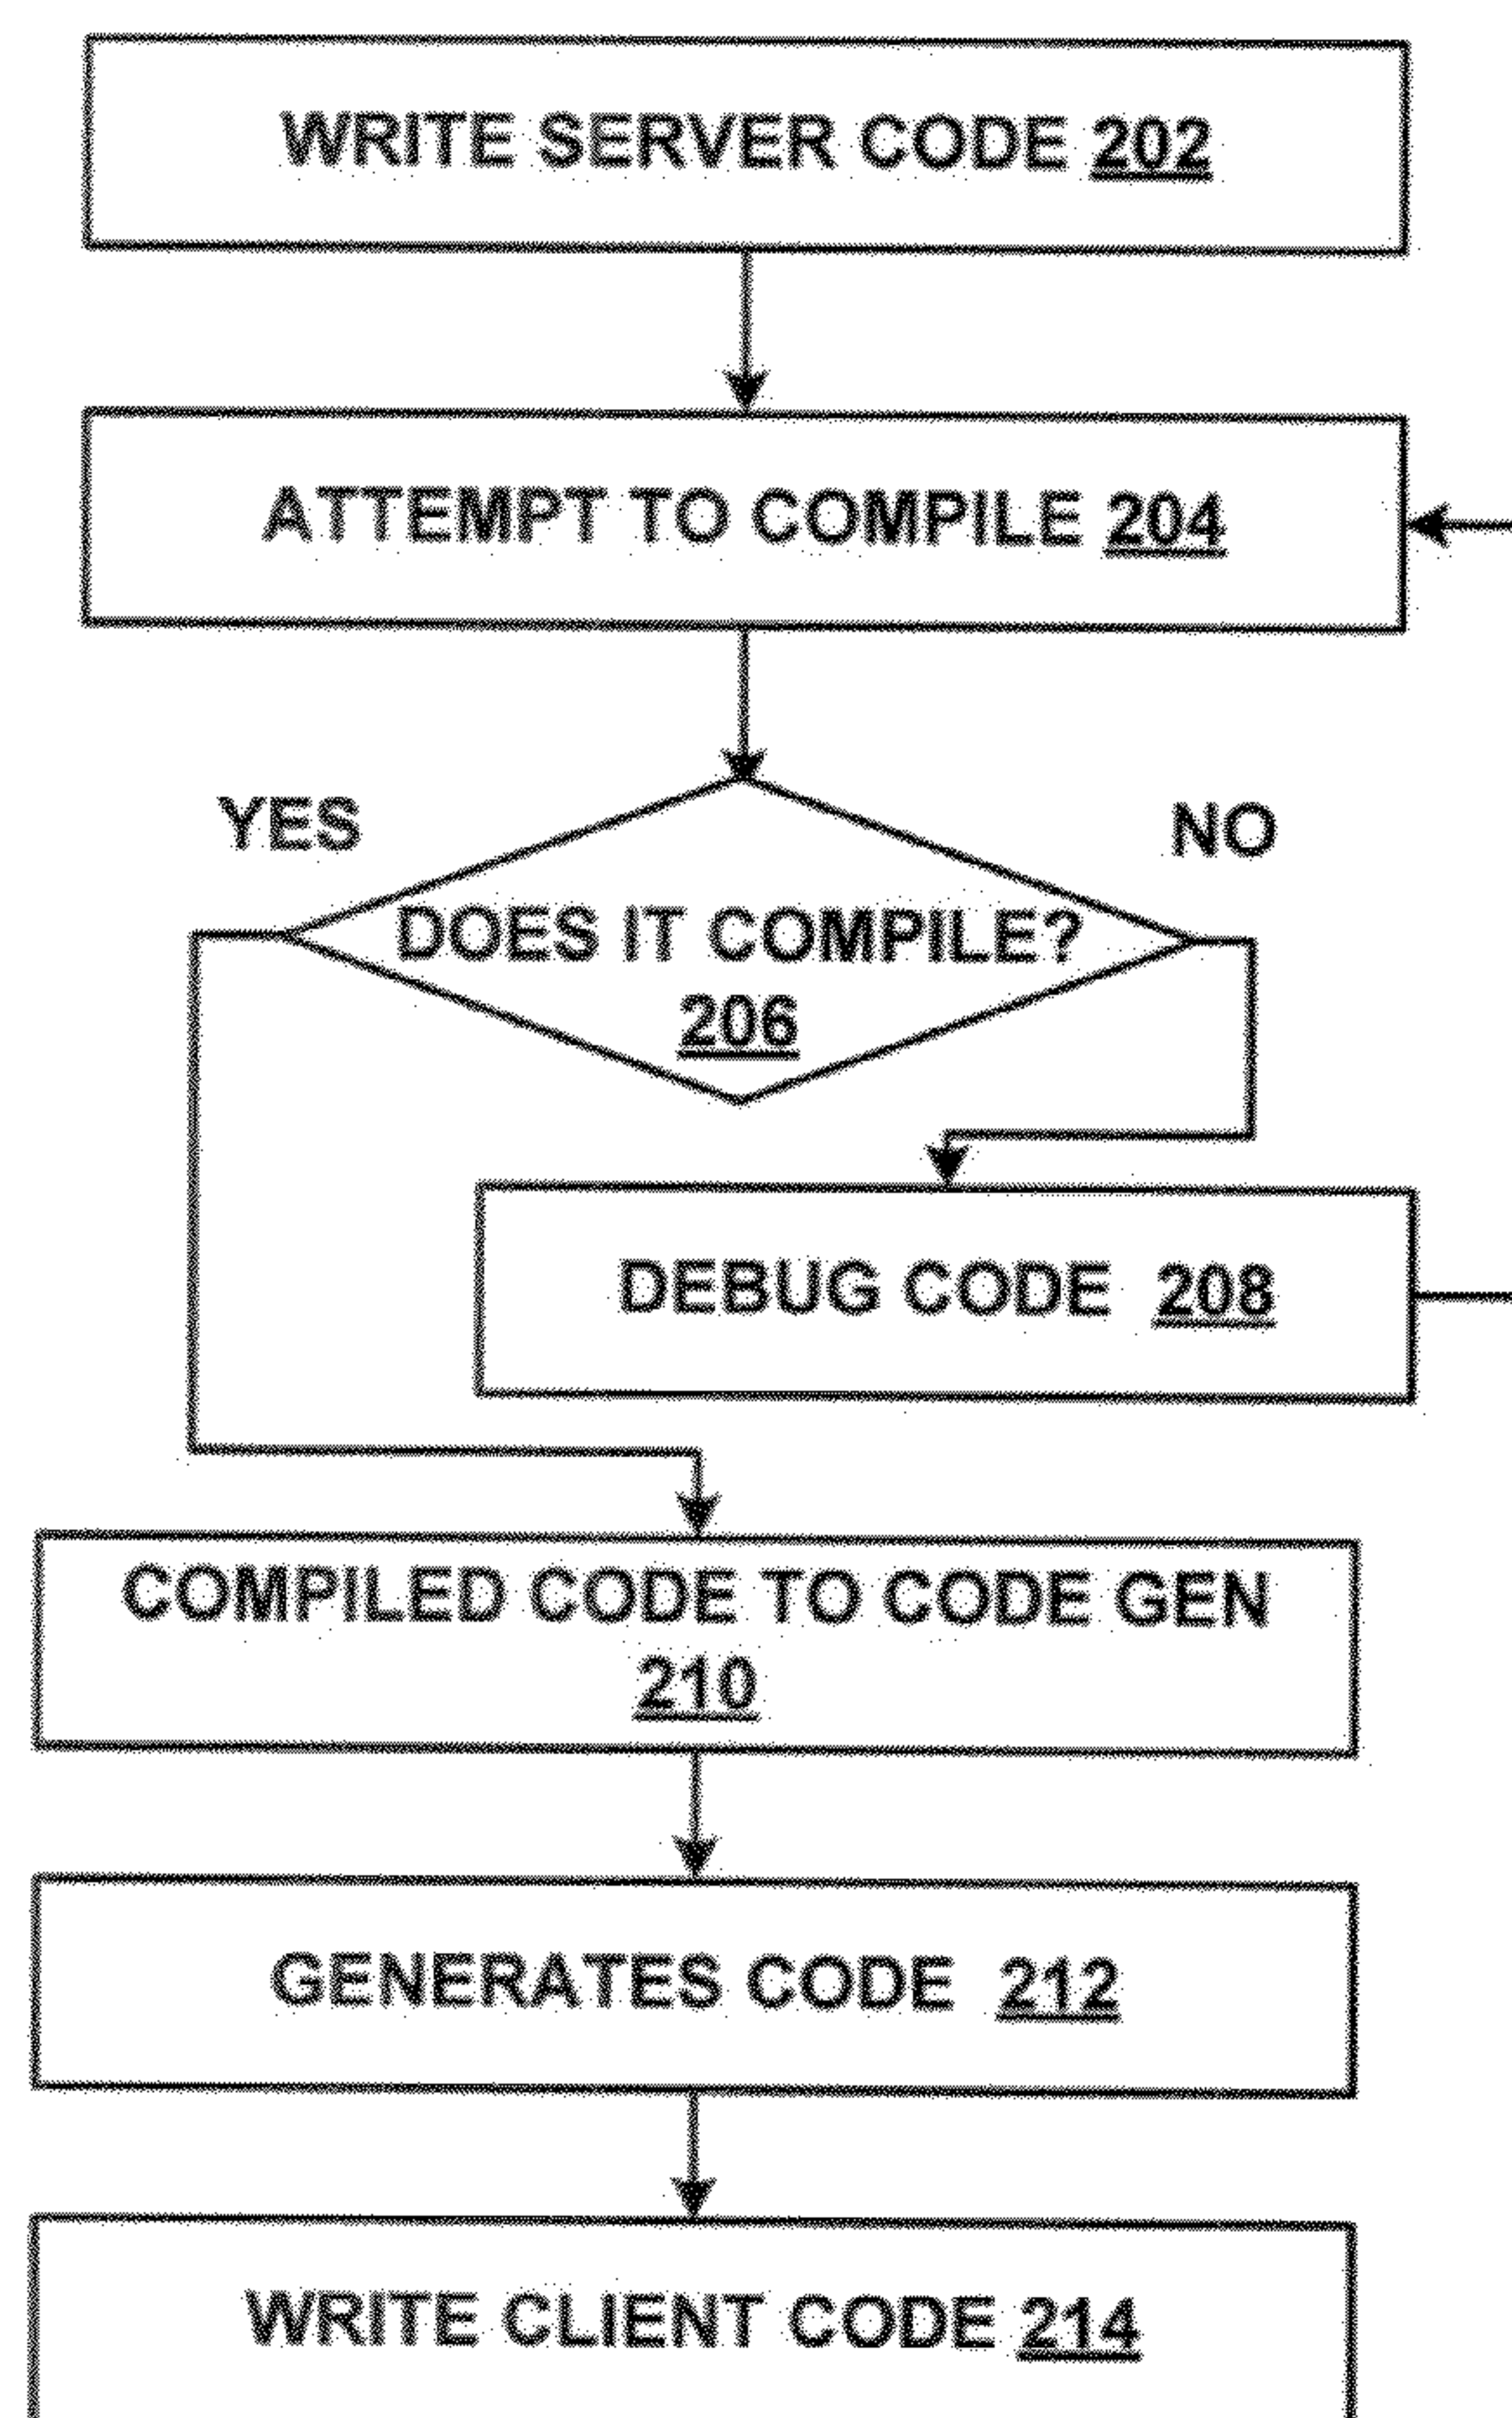 WRITE SERVER CODE 202
ATTEMPT TO COMPILE 204
YES
NO
DOES IT COMPILE?
206
DEBUG CODE 208
COMPILED CODE TO CODE GEN
210
GENERATES CODE 212
WRITE CLIENT CODE 214